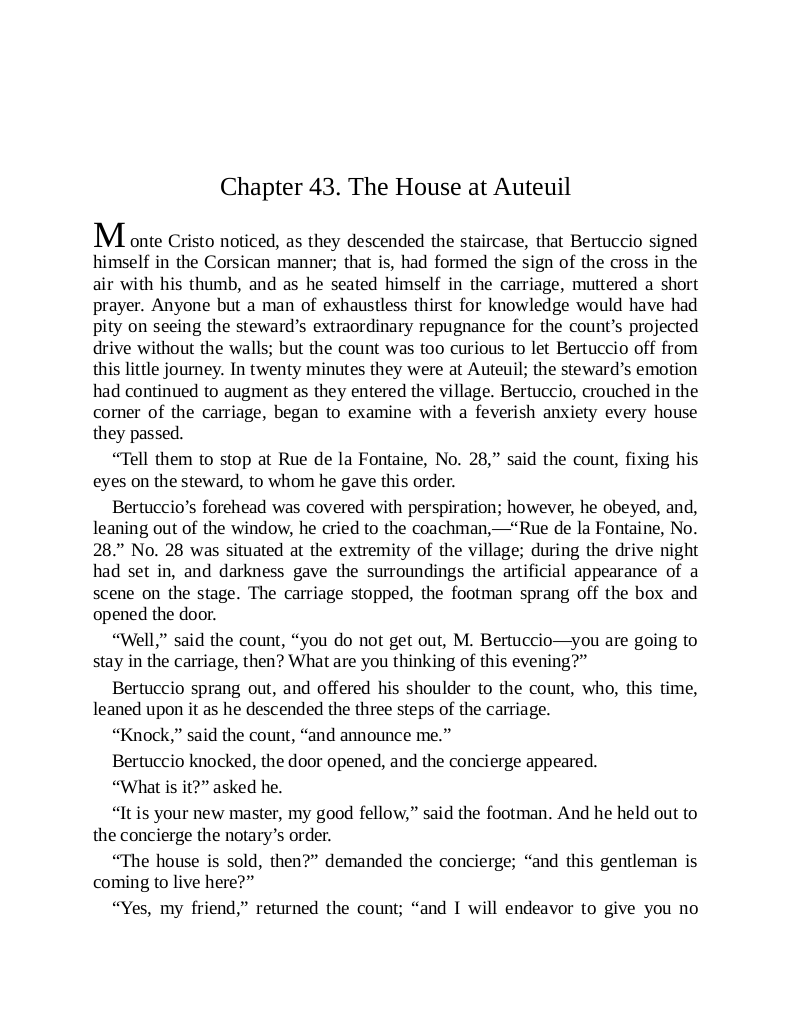 Chapter 43. The House at Auteuil
Monte Cristo noticed, as they descended the staircase, that Bertuccio signed
himself in the Corsican manner; that is, had formed the sign of the cross in the
air with his thumb, and as he seated himself in the carriage, muttered a short
prayer. Anyone but a man of exhaustless thirst for knowledge would have had
pity on seeing the steward’s extraordinary repugnance for the count’s projected
drive without the walls; but the count was too curious to let Bertuccio off from
this little journey. In twenty minutes they were at Auteuil; the steward’s emotion
had continued to augment as they entered the village. Bertuccio, crouched in the
corner of the carriage, began to examine with a feverish anxiety every house
they passed.
“Tell them to stop at Rue de la Fontaine, No. 28,” said the count, fixing his
eyes on the steward, to whom he gave this order.
Bertuccio’s forehead was covered with perspiration; however, he obeyed, and,
leaning out of the window, he cried to the coachman,—“Rue de la Fontaine, No.
28.” No. 28 was situated at the extremity of the village; during the drive night
had set in, and darkness gave the surroundings the artificial appearance of a
scene on the stage. The carriage stopped, the footman sprang off the box and
opened the door.
“Well,” said the count, “you do not get out, M. Bertuccio—you are going to
stay in the carriage, then? What are you thinking of this evening?”
Bertuccio sprang out, and offered his shoulder to the count, who, this time,
leaned upon it as he descended the three steps of the carriage.
“Knock,” said the count, “and announce me.”
Bertuccio knocked, the door opened, and the concierge appeared.
“What is it?” asked he.
“It is your new master, my good fellow,” said the footman. And he held out to
the concierge the notary’s order.
“The house is sold, then?” demanded the concierge; “and this gentleman is
coming to live here?”
“Yes, my friend,” returned the count; “and I will endeavor to give you no